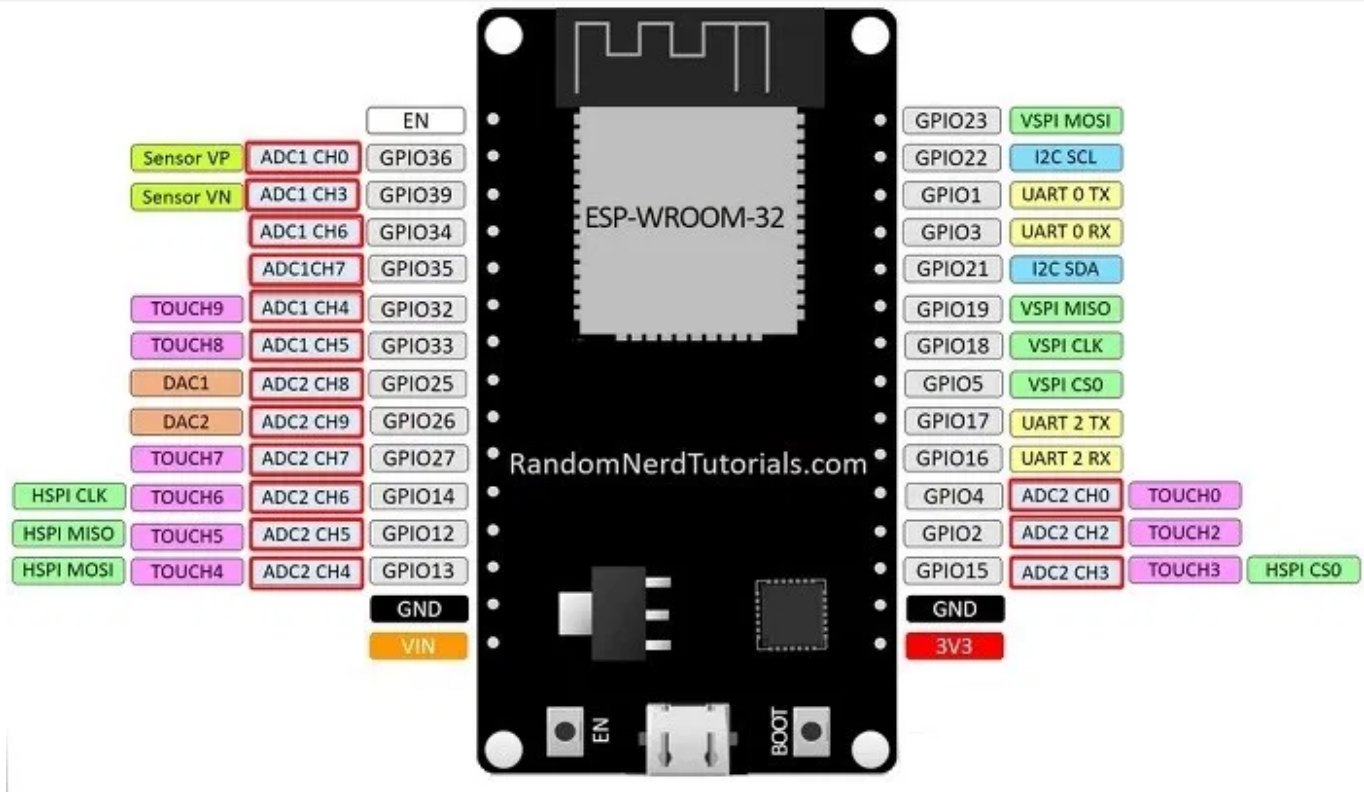 EN GPIO23 VSPI MOSI
Sensor VP ADC1 CH0 GPIO36 GPIO22 I2C SCL
Sensor VN ADC1 CH3 GPIO39 GPIO1 UART 0 TX
ADC1 CH6 GPIO34 ESP-WROOM-32 GPIO3 UART 0 RX
ADC1CH7 GPIO35 GPIO21 I2C SDA
TOUCH9 ADC1 CH4 GPIO32 GPIO19 VSPI MISO
TOUCH8 ADC1 CH5 GPIO33 GPIO18 VSPI CLK
DAC1 ADC2 CH8 GPIO25 GPIO5 VSPI CS0
DAC2 ADC2 CH9 GPIO26 GPIO17 UART 2 TX
TOUCH7 ADC2 CH7 GPIO27 RandomNerdTutorials.com GPIO16 UART 2 RX
HSPI CLK TOUCH6 ADC2 CH6 GPIO14 GPIO4 ADC2 CH0 TOUCH0
HSPI MISO TOUCH5 ADC2 CH5 GPIO12 GPIO2 ADC2 CH2 TOUCH2
HSPI MOSI TOUCH4 ADC2 CH4 GPIO13 GPIO15 ADC2 CH3 TOUCH3 HSPI CS0
GND GND
VIN 3V3
EN BOOT